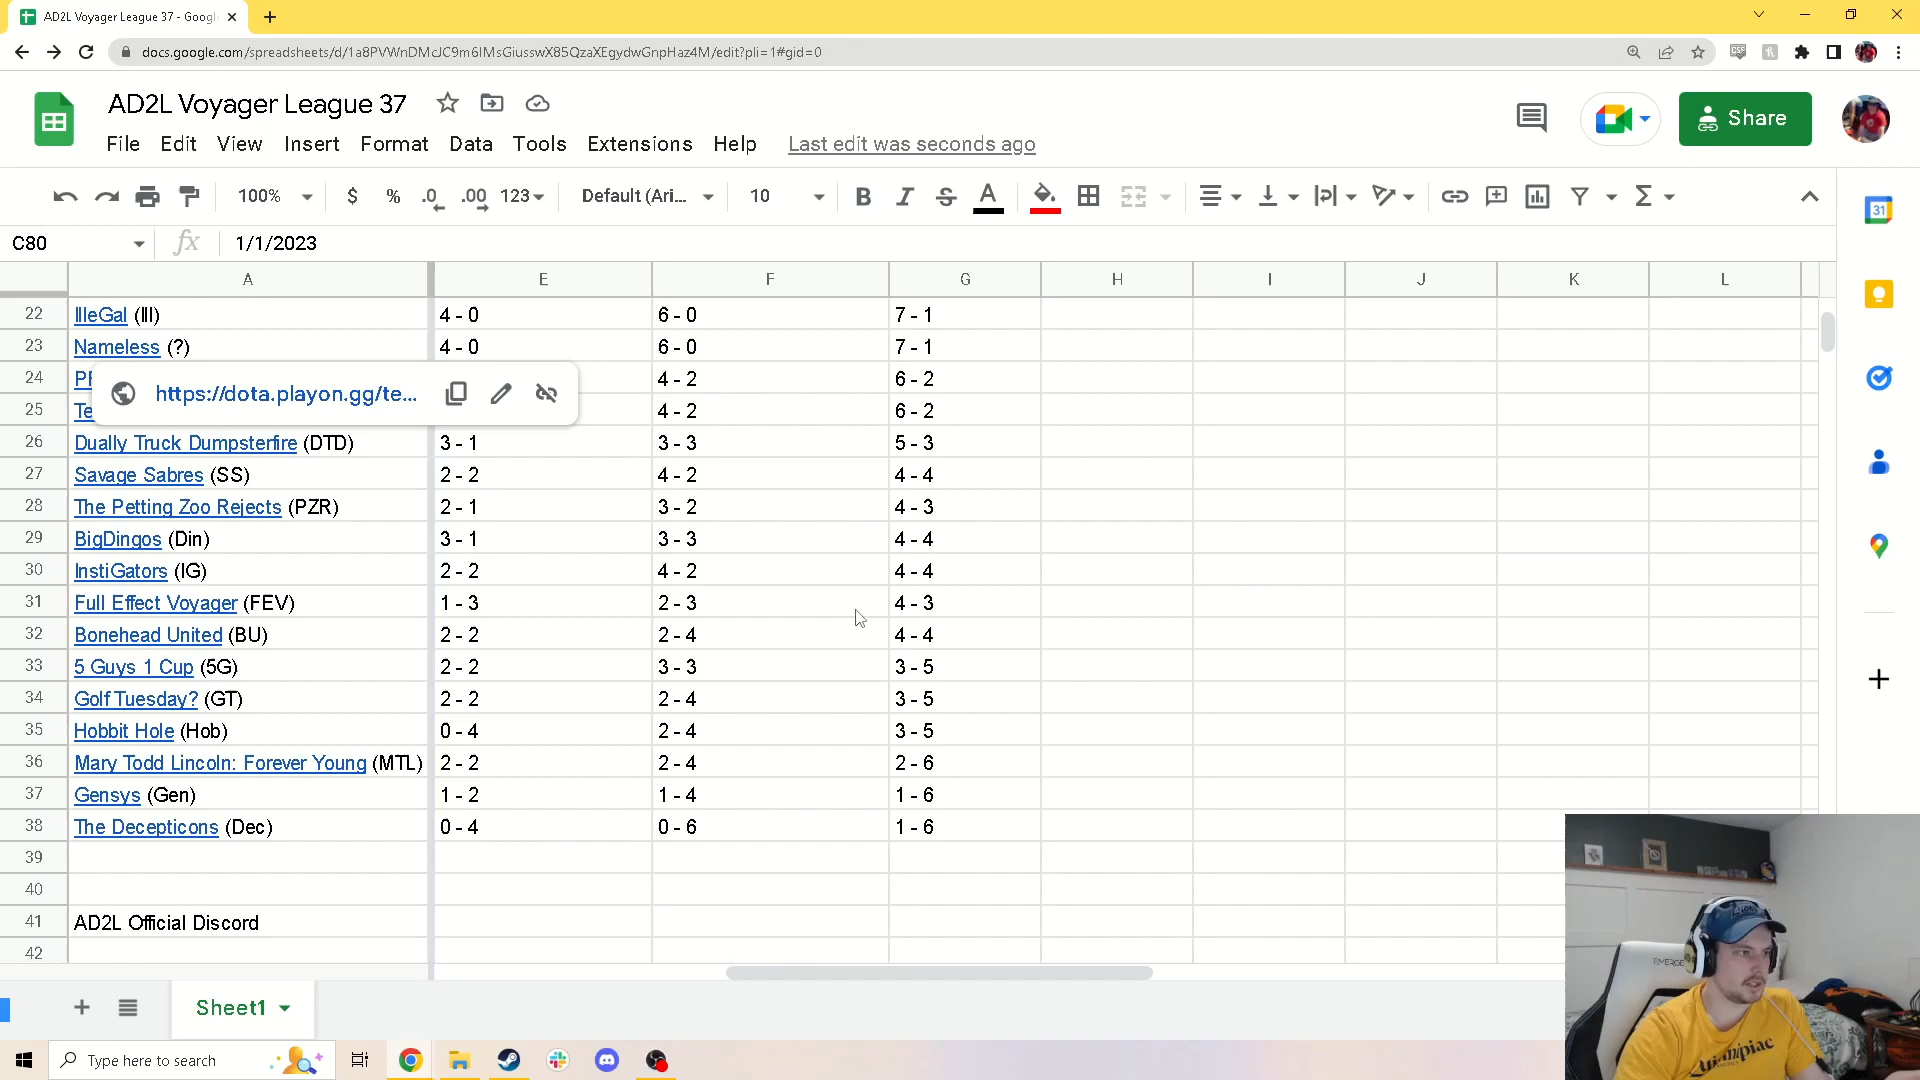 AD2L Voyager League 37 - Googl
docs.google.com/spreadsheets/d/1a8PVWnDMcJC9m6IMsGiusswX85QzaXEgydwGnpHaz4M/edit?pli=1#gid=0
AD2L Voyager League 37
File Edit View Insert Format Data Tools Extensions Help Last edit was seconds ago
Share
100% $ % .0 .00 123 Default (Ari... 10 B I S A
C80 fx 1/1/2023
A E F G H I J K L
22 IlleGal (Ill) 4 - 0 6 - 0 7 - 1
23 Nameless (?) 4 - 0 6 - 0 7 - 1
24 4 - 2 6 - 2
https://dota.playon.gg/te...
25 Te 4 - 2 6 - 2
26 Dually Truck Dumpsterfire (DTD) 3 - 1 3 - 3 5 - 3
27 Savage Sabres (SS) 2 - 2 4 - 2 4 - 4
28 The Petting Zoo Rejects (PZR) 2 - 1 3 - 2 4 - 3
29 BigDingos (Din) 3 - 1 3 - 3 4 - 4
30 InstiGators (IG) 2 - 2 4 - 2 4 - 4
31 Full Effect Voyager (FEV) 1 - 3 2 - 3 4 - 3
32 Bonehead United (BU) 2 - 2 2 - 4 4 - 4
33 5 Guys 1 Cup (5G) 2 - 2 3 - 3 3 - 5
34 Golf Tuesday? (GT) 2 - 2 2 - 4 3 - 5
35 Hobbit Hole (Hob) 0 - 4 2 - 4 3 - 5
36 Mary Todd Lincoln: Forever Young (MTL) 2 - 2 2 - 4 2 - 6
37 Gensys (Gen) 1 - 2 1 - 4 1 - 6
38 The Decepticons (Dec) 0 - 4 0 - 6 1 - 6
39
40
41 AD2L Official Discord
42
Sheet1
Type here to search
31